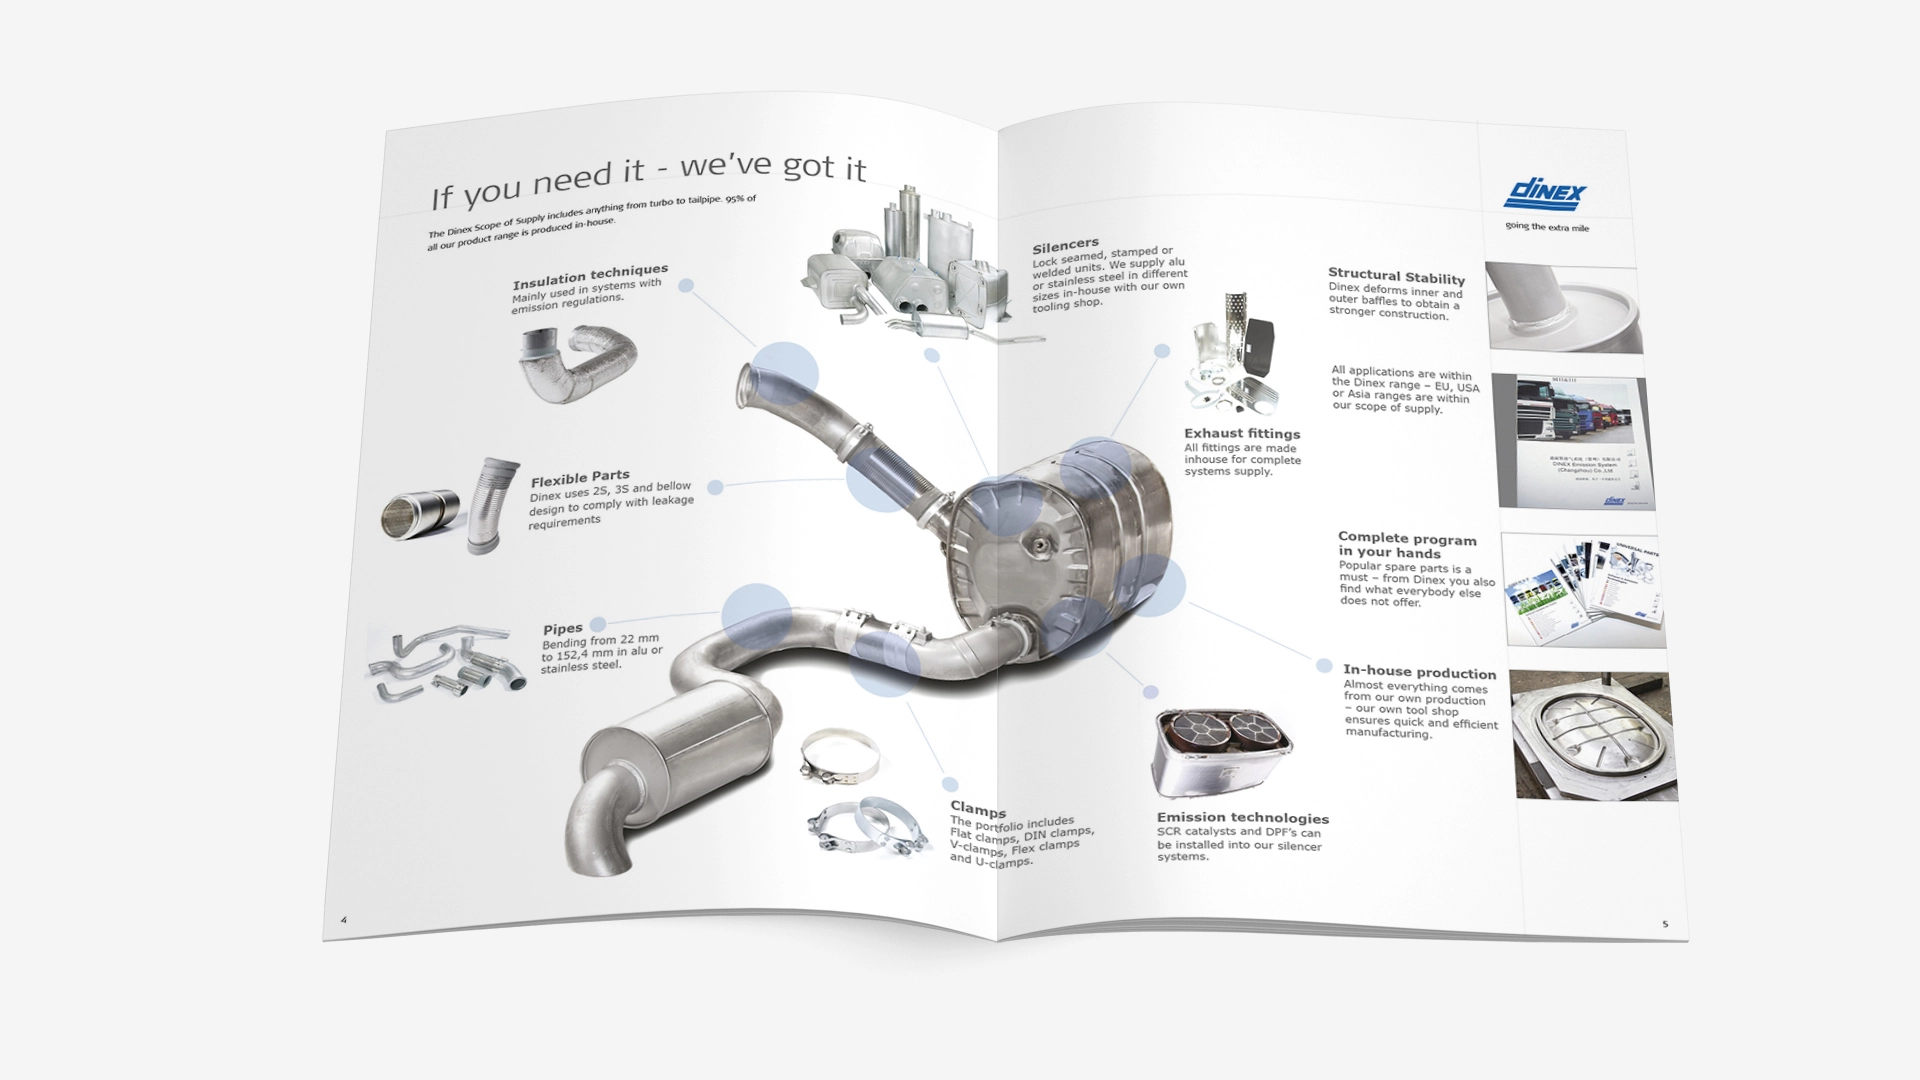 If you need it - we've got it
The Dinex Scope of Supply includes anything from turbo to tailpipe. 95% of
all our product range is produced in-house.
Insulation techniques
Mainly used in systems with
emission regulations.
Flexible Parts
Dinex uses 2S, 3S and bellow
design to comply with leakage
requirements
Pipes
Bending from 22 mm
to 152,4 mm in alu or
stainless steel.
Clamps
The portfolio includes
Flat clamps, DIN clamps,
V-clamps, Flex clamps
and U-clamps.
4
Silencers
Lock seamed, stamped or
welded units. We supply alu
or stainless steel in different
sizes in-house with our own
tooling shop.
Exhaust fittings
All fittings are made
inhouse for complete
systems supply.
Emission technologies
SCR catalysts and DPF's can
be installed into our silencer
systems.
Structural Stability
Dinex deforms inner and
outer baffles to obtain a
stronger construction.
All applications are within
the Dinex range – EU, USA
or Asia ranges are within
our scope of supply.
Complete program
in your hands
Popular spare parts is a
must – from Dinex you also
find what everybody else
does not offer.
In-house production
Almost everything comes
from our own production
– our own tool shop
ensures quick and efficient
manufacturing.
DINEX
going the extra mile
DINEX Emission System
(Changzhou) Co.,Ltd
DINEX
UNIVERSAL PARTS
5